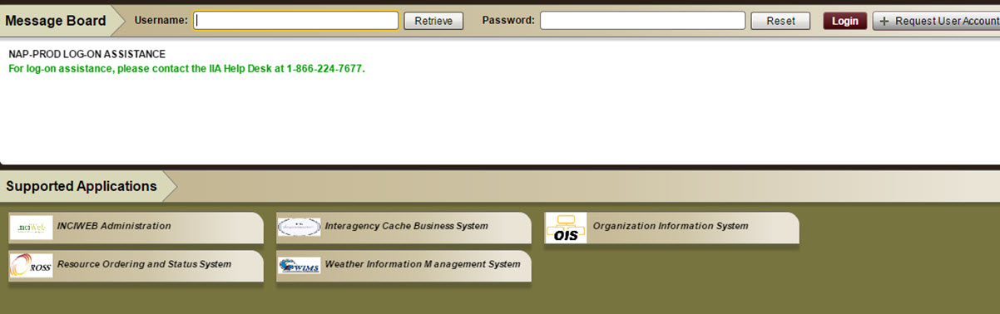 Message Board Username: Retrieve Password: Reset Login + Request User Account
NAP-PROD LOG-ON ASSISTANCE
For log-on assistance, please contact the IIA Help Desk at 1-866-224-7677.
Supported Applications
inciWeb INCIWEB Administration Interagency Cache Business System OIS Organization Information System
ROSS Resource Ordering and Status System WIMS Weather Information Management System